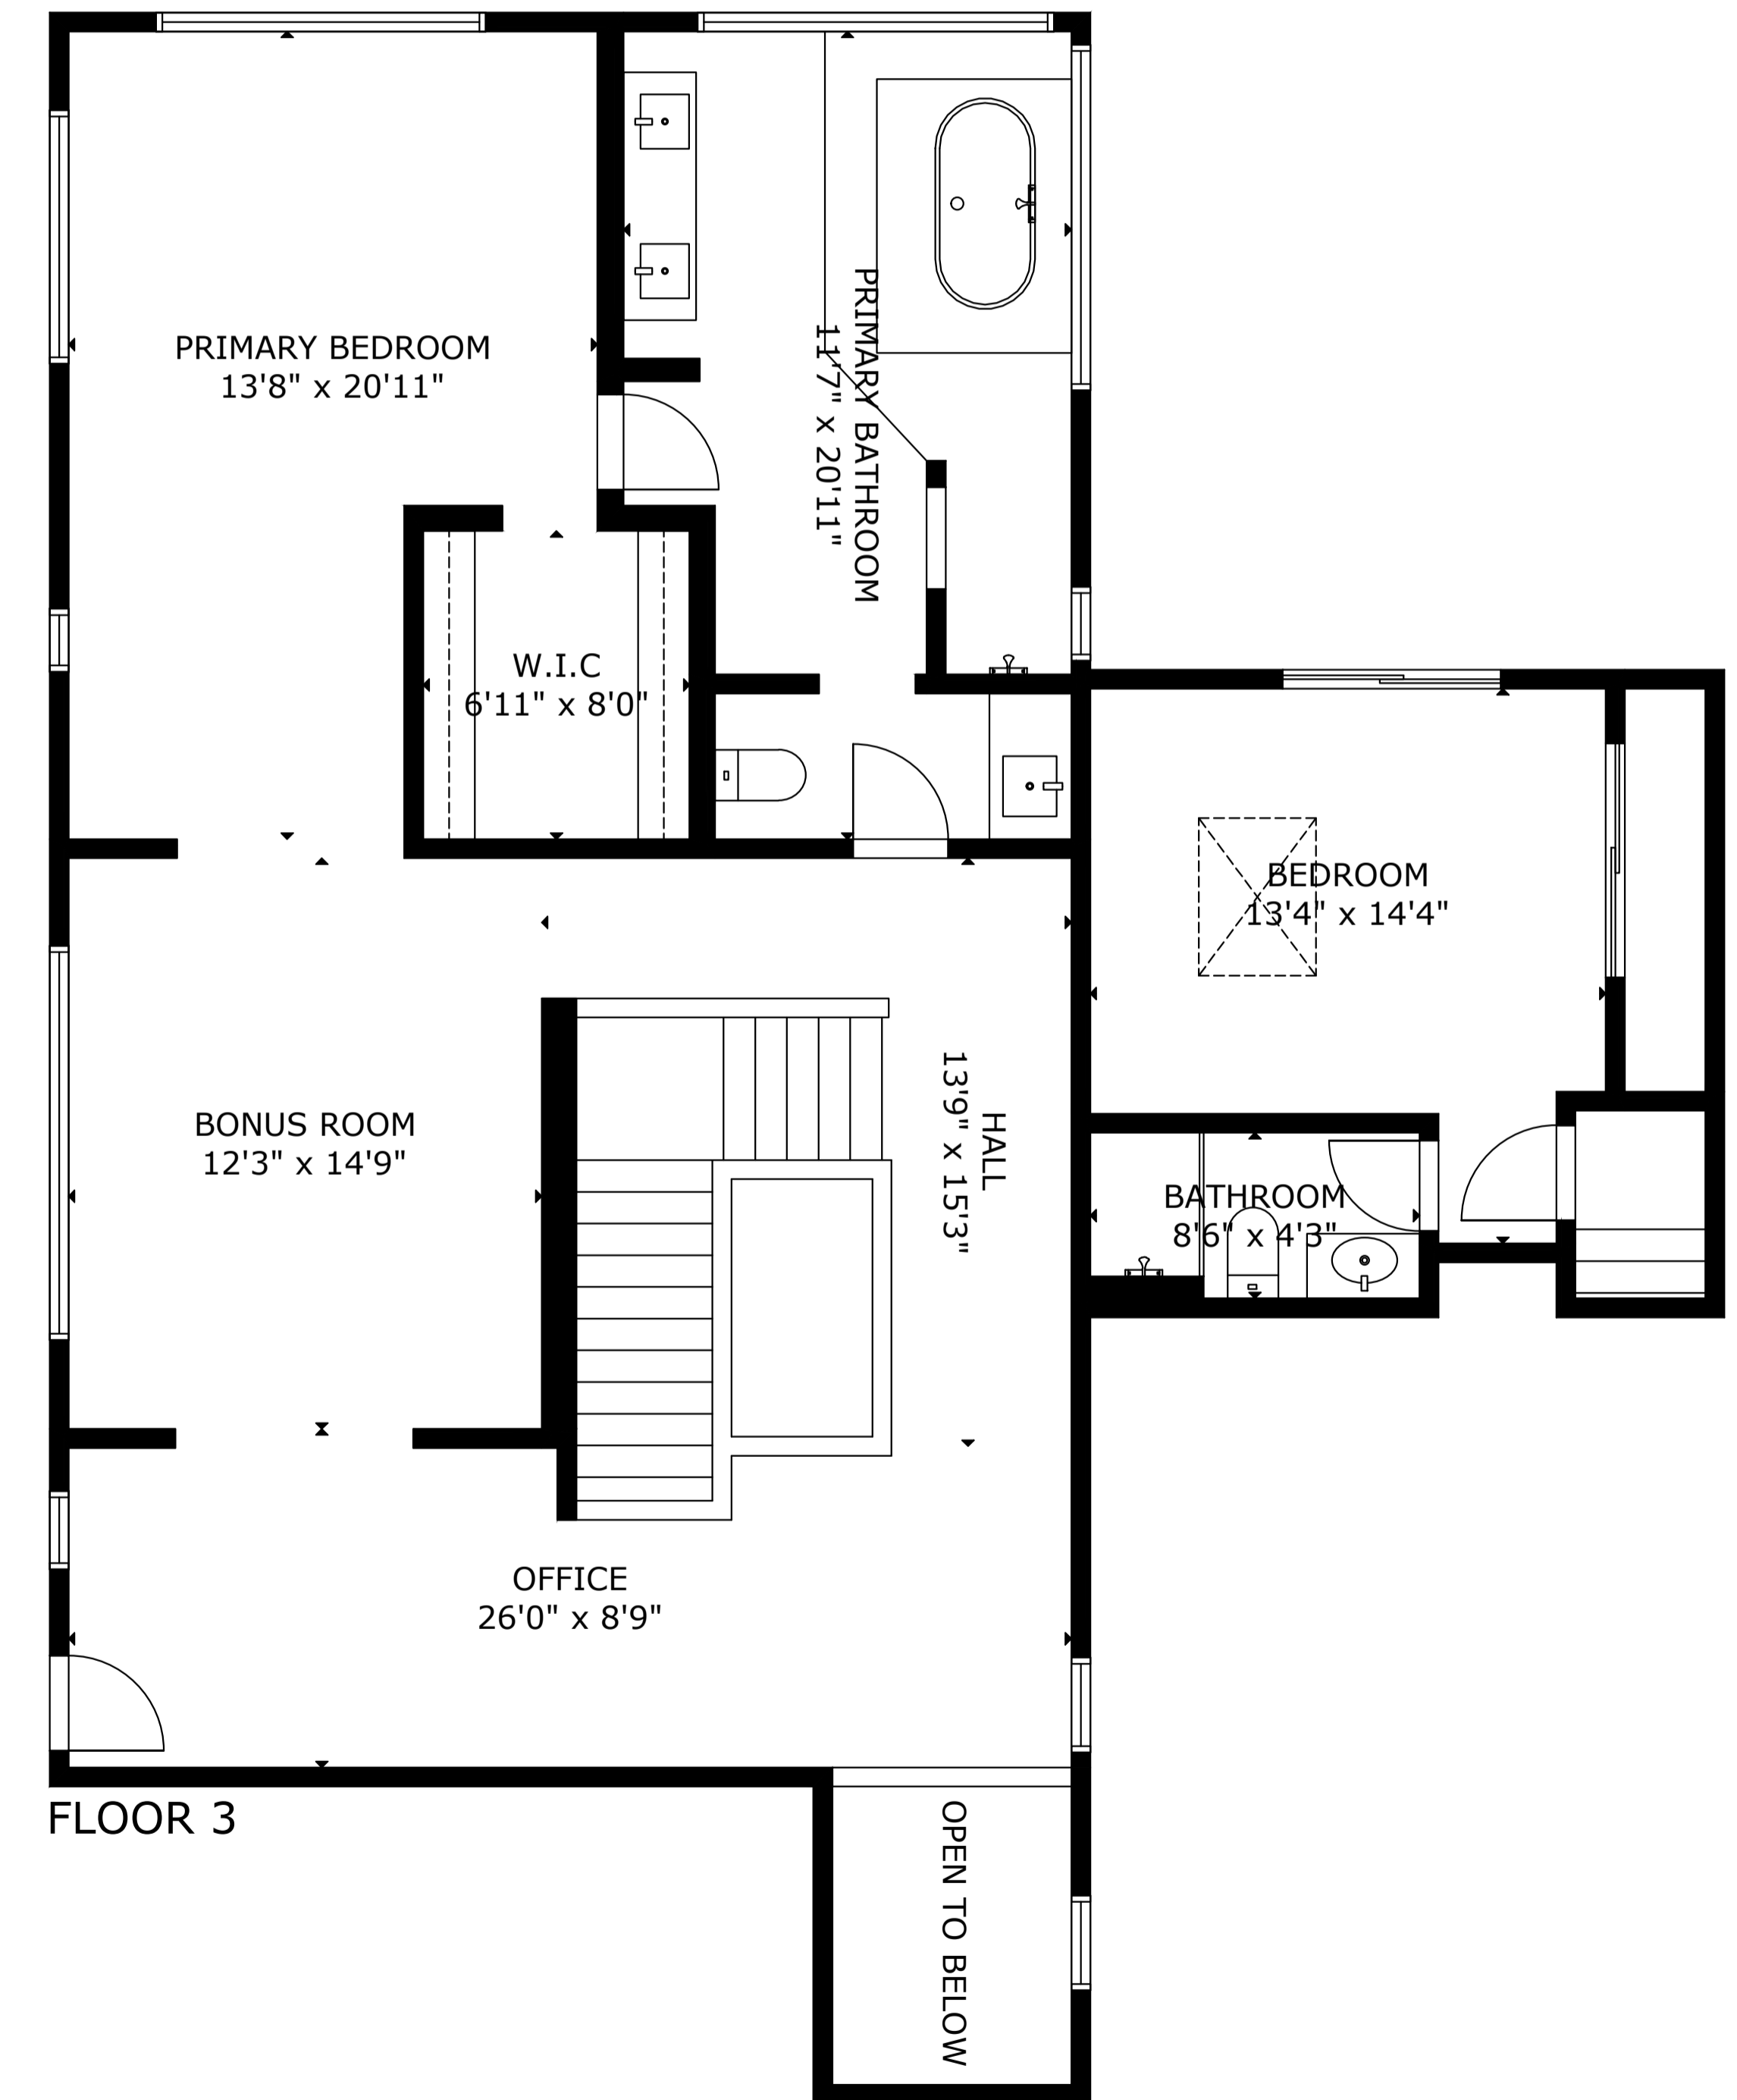 PRIMARY BEDROOM
13'8" x 20'11"
PRIMARY BATHROOM
11'7" x 20'11"
W.I.C
6'11" x 8'0"
BEDROOM
13'4" x 14'4"
BONUS ROOM
12'3" x 14'9"
HALL
13'9" x 15'3"
BATHROOM
8'6" x 4'3"
OFFICE
26'0" x 8'9"
FLOOR 3
OPEN TO BELOW